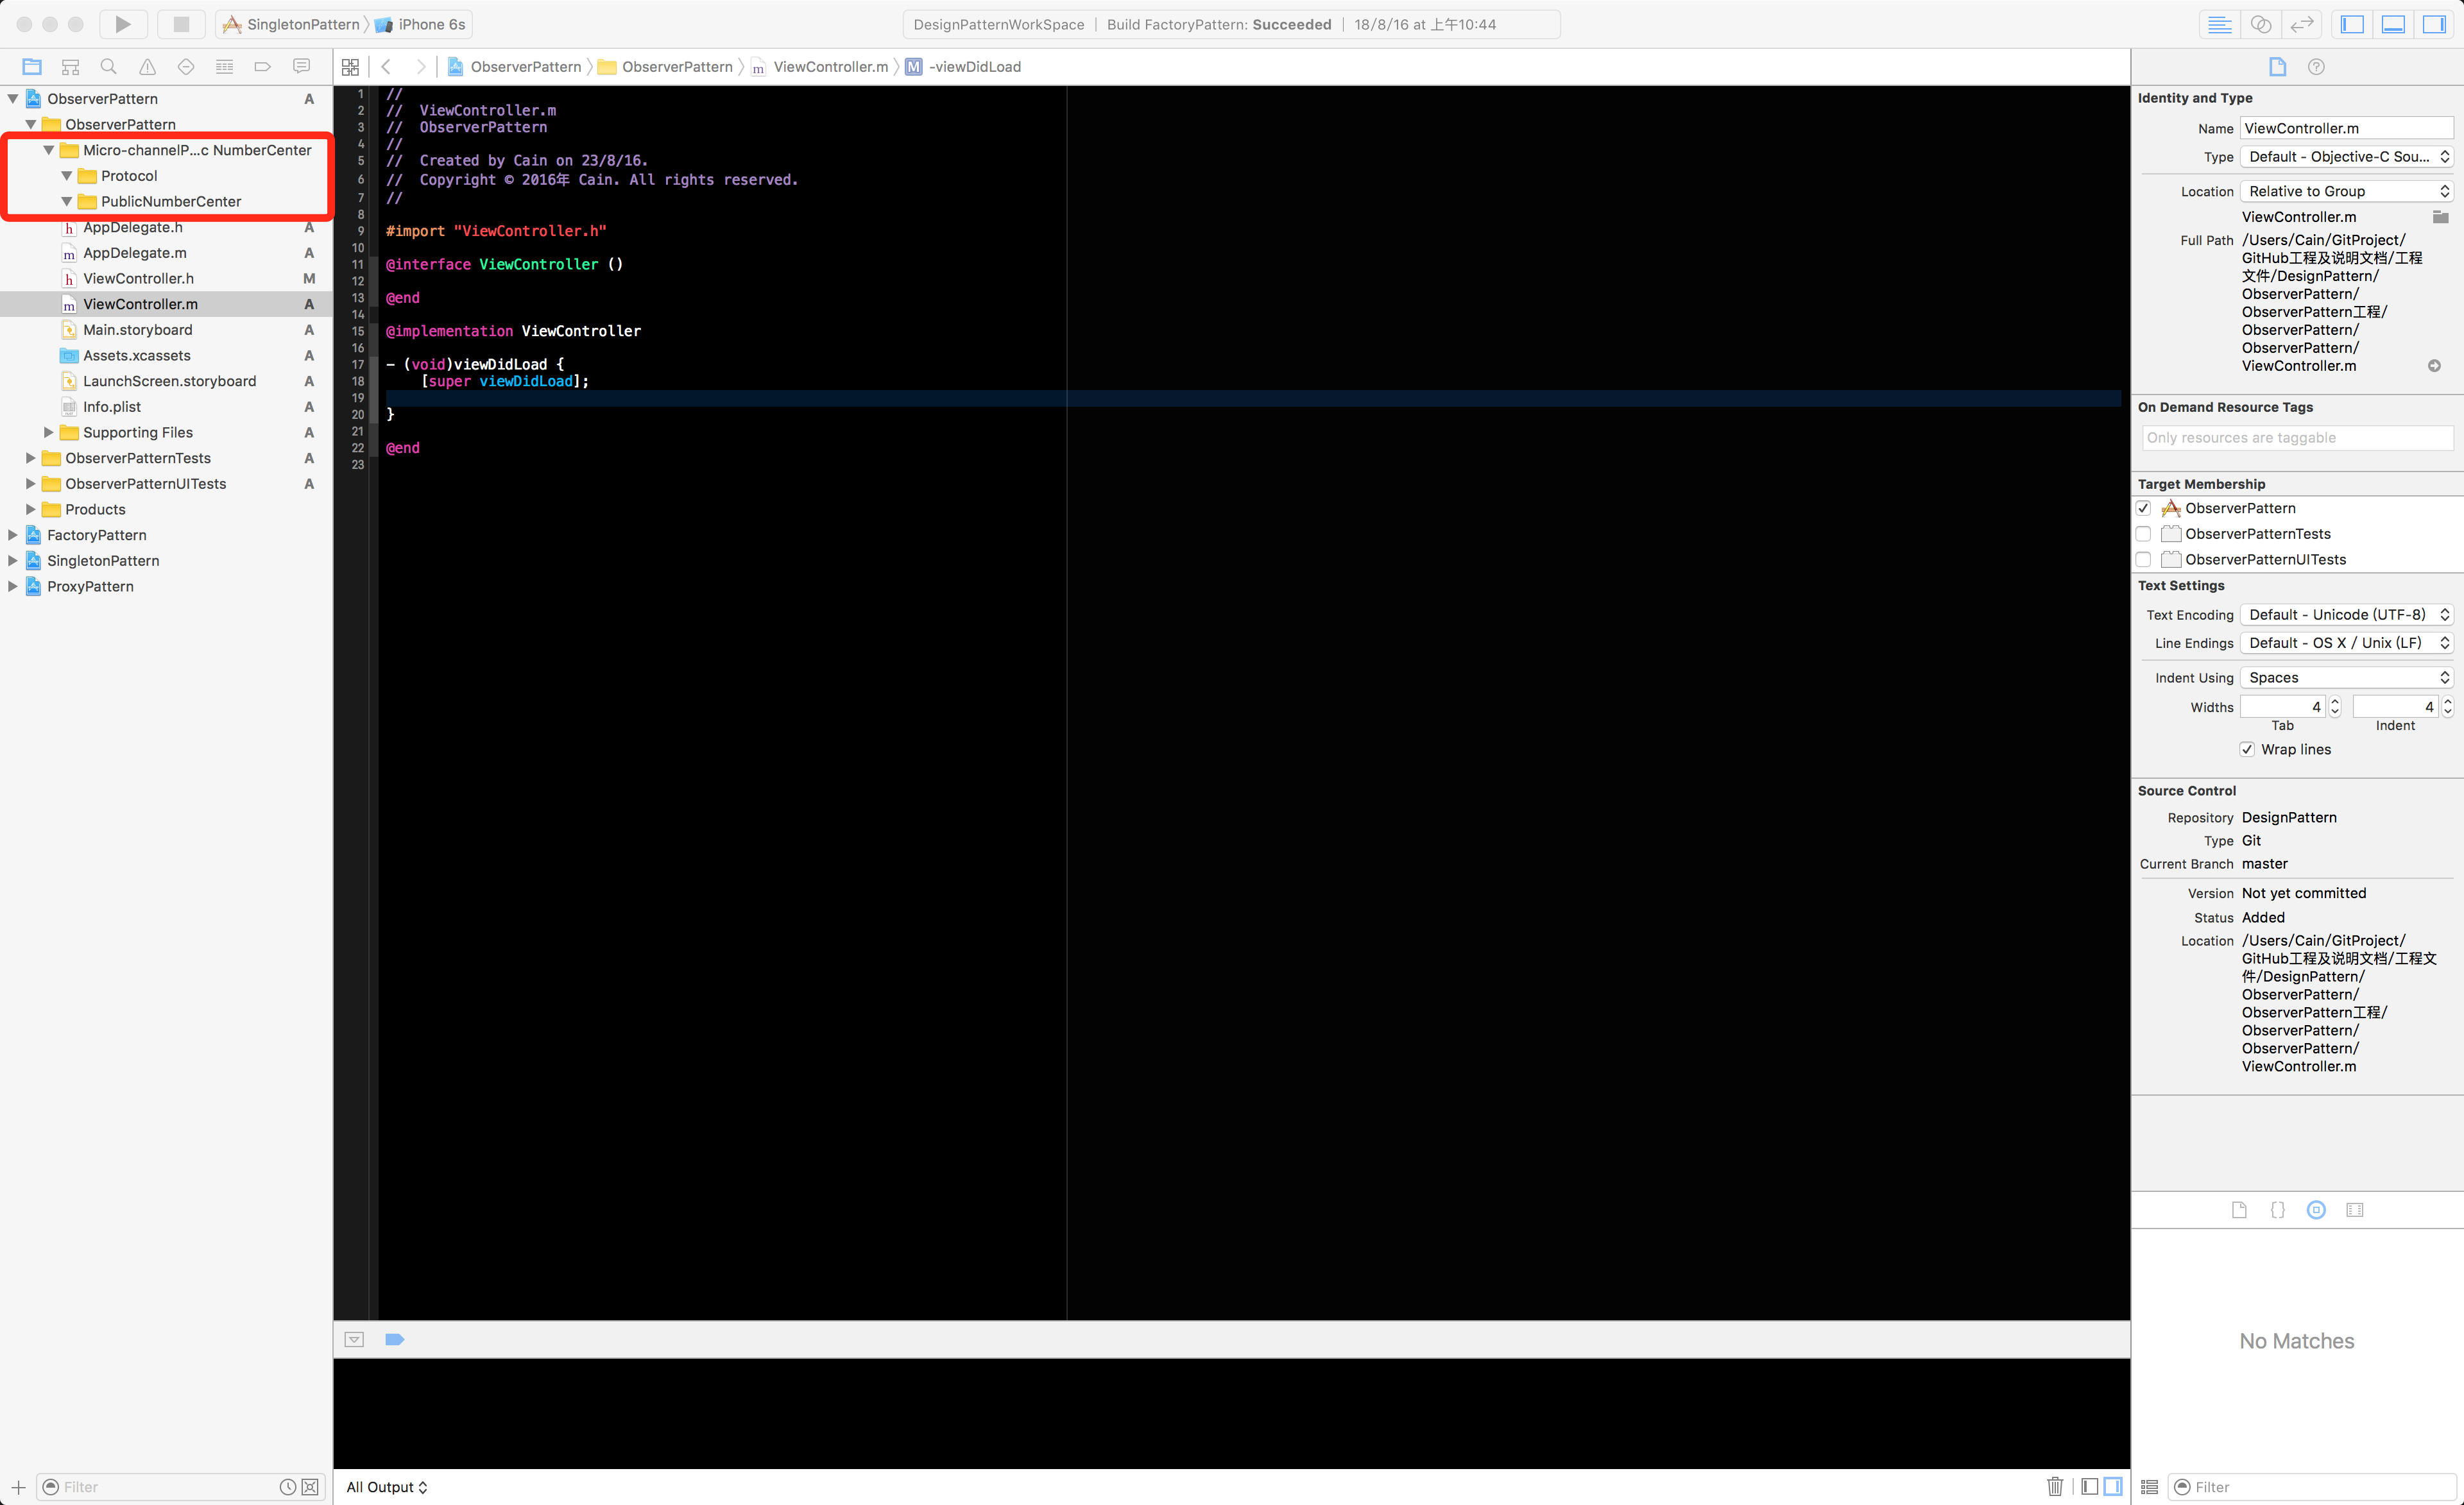 SingletonPattern 〉 iPhone 6s
DesignPatternWorkSpace | Build FactoryPattern: Succeeded | 18/8/16 at 上午10:44
ObserverPattern 〉 ObserverPattern 〉 m ViewController.m 〉 M -viewDidLoad
ObserverPattern A
ObserverPattern
Micro-channelP...c NumberCenter
Protocol
PublicNumberCenter
h AppDelegate.h A
m AppDelegate.m A
h ViewController.h M
m ViewController.m A
Main.storyboard A
Assets.xcassets A
LaunchScreen.storyboard A
Info.plist A
Supporting Files A
ObserverPatternTests A
ObserverPatternUITests A
Products
FactoryPattern
SingletonPattern
ProxyPattern
Filter
1 //
2 //  ViewController.m
3 //  ObserverPattern
4 //
5 //  Created by Cain on 23/8/16.
6 //  Copyright © 2016年 Cain. All rights reserved.
7 //
8
9 #import "ViewController.h"
10
11 @interface ViewController ()
12
13 @end
14
15 @implementation ViewController
16
17 - (void)viewDidLoad {
18     [super viewDidLoad];
19
20 }
21
22 @end
23
All Output
Identity and Type
Name ViewController.m
Type Default - Objective-C Sou...
Location Relative to Group
ViewController.m
Full Path /Users/Cain/GitProject/
GitHub工程及说明文档/工程
文件/DesignPattern/
ObserverPattern/
ObserverPattern工程/
ObserverPattern/
ObserverPattern/
ViewController.m
On Demand Resource Tags
Only resources are taggable
Target Membership
ObserverPattern
ObserverPatternTests
ObserverPatternUITests
Text Settings
Text Encoding Default - Unicode (UTF-8)
Line Endings Default - OS X / Unix (LF)
Indent Using Spaces
Widths 4 4
Tab Indent
Wrap lines
Source Control
Repository DesignPattern
Type Git
Current Branch master
Version Not yet committed
Status Added
Location /Users/Cain/GitProject/
GitHub工程及说明文档/工程文
件/DesignPattern/
ObserverPattern/
ObserverPattern工程/
ObserverPattern/
ObserverPattern/
ViewController.m
{}
No Matches
Filter